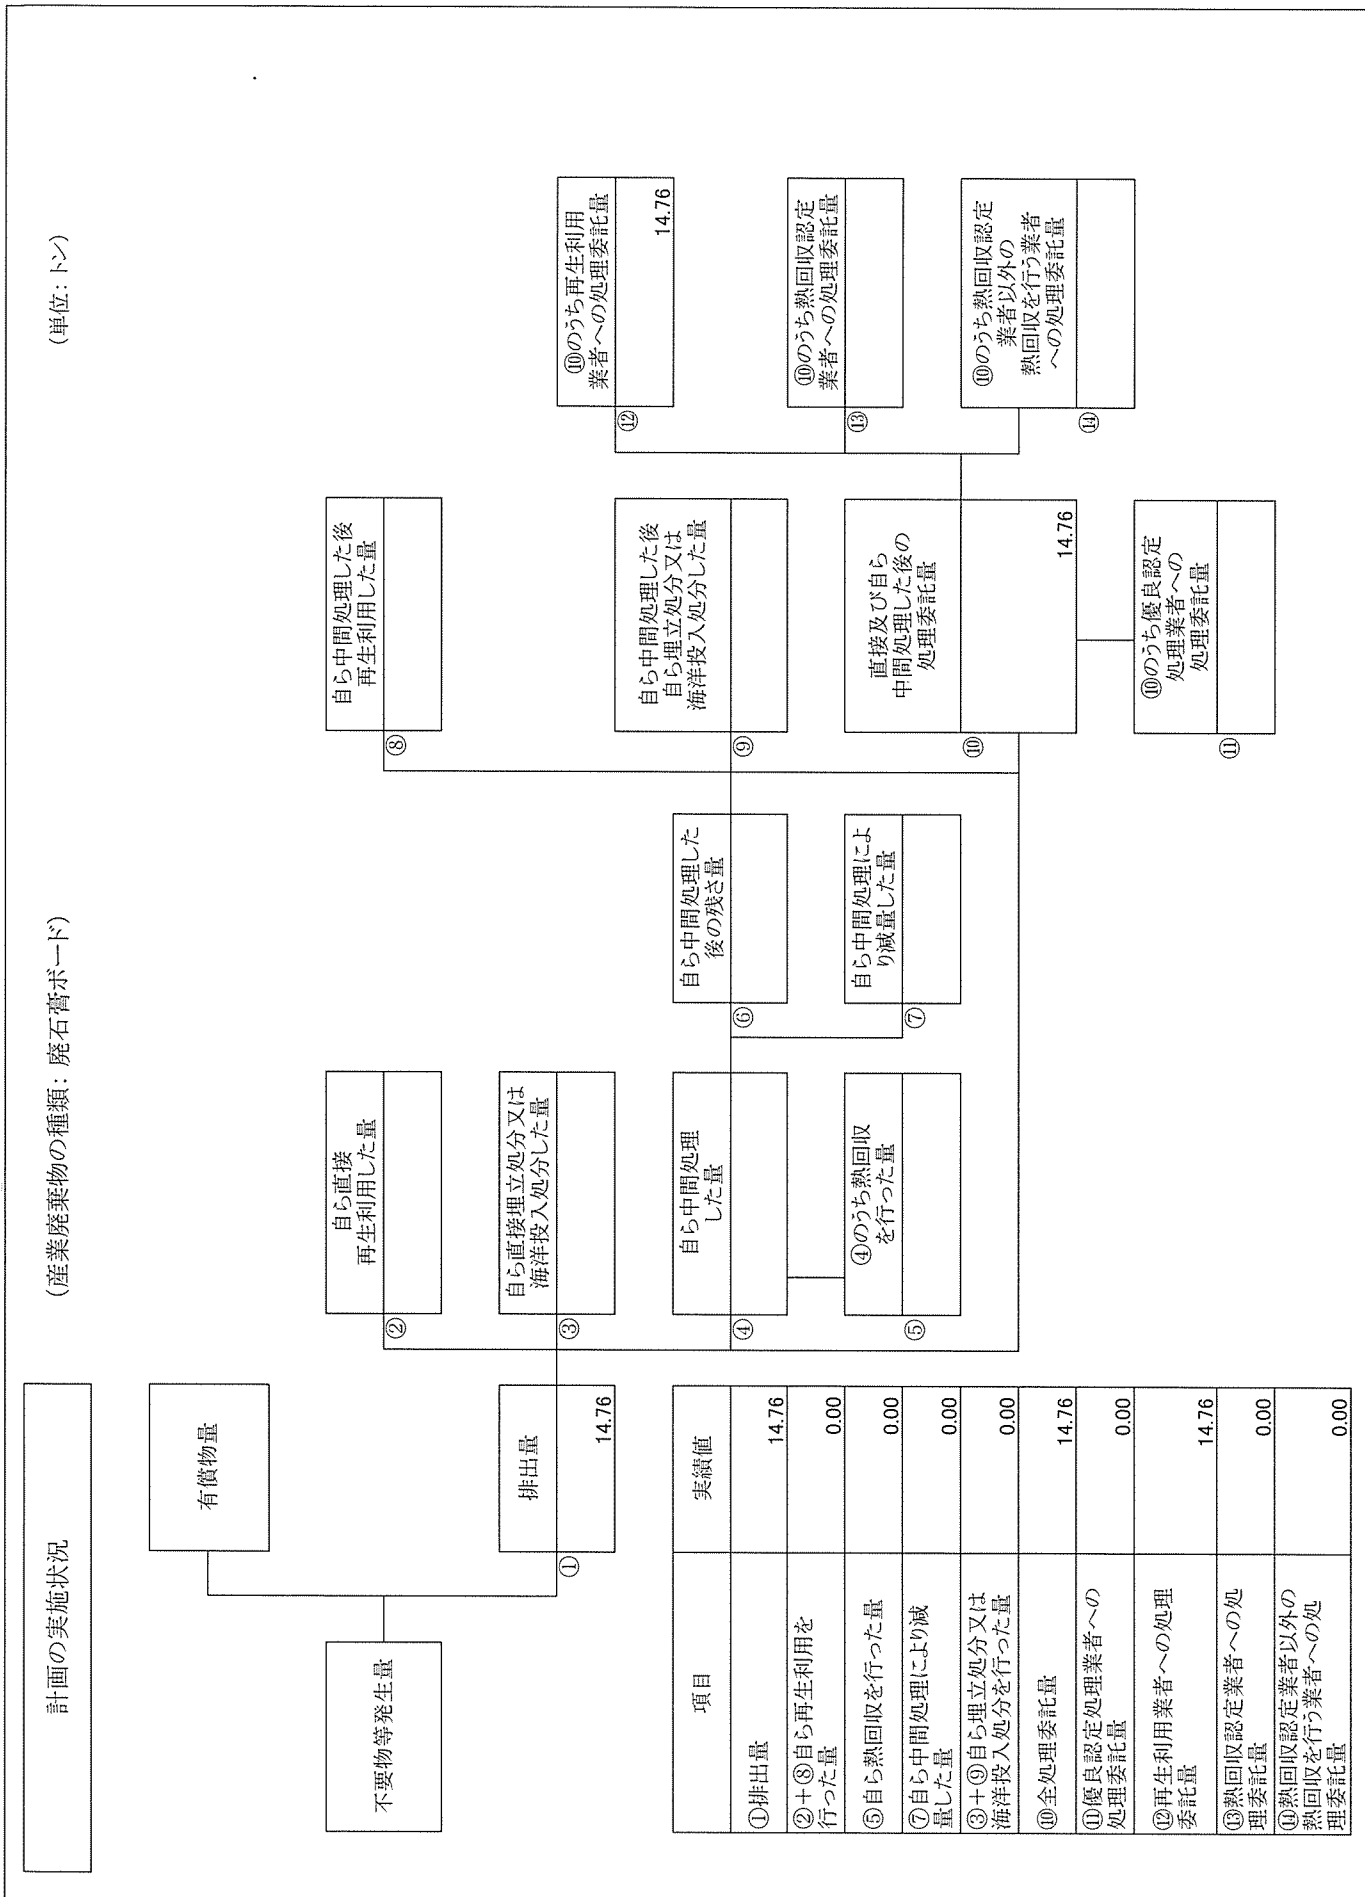 計画の実施状況
(産業廃棄物の種類: 廃石膏ボード)
(単位: トン)
不要物等発生量
有償物量
①
排出量
14.76
②
自ら直接
再生利用した量
③
自ら直接埋立処分又は
海洋投入処分した量
④
自ら中間処理
した量
⑤
④のうち熱回収
を行った量
⑥
自ら中間処理した
後の残さ量
⑦
自ら中間処理によ
り減量した量
⑧
自ら中間処理した後
再生利用した量
⑨
自ら中間処理した後
自ら埋立処分又は
海洋投入処分した量
⑩
直接及び自ら
中間処理した後の
処理委託量
14.76
⑪
⑩のうち優良認定
処理業者への
処理委託量
⑫
⑩のうち再生利用
業者への処理委託量
14.76
⑬
⑩のうち熱回収認定
業者への処理委託量
⑭
⑩のうち熱回収認定
業者以外の
熱回収を行う業者
への処理委託量
項目 実績値
①排出量 14.76
②+⑧自ら再生利用を
行った量 0.00
⑤自ら熱回収を行った量 0.00
⑦自ら中間処理により減
量した量 0.00
③+⑨自ら埋立処分又は
海洋投入処分を行った量 0.00
⑩全処理委託量 14.76
⑪優良認定処理業者への
処理委託量 0.00
⑫再生利用業者への処理
委託量 14.76
⑬熱回収認定業者への処
理委託量 0.00
⑭熱回収認定業者以外の
熱回収を行う業者への処
理委託量 0.00